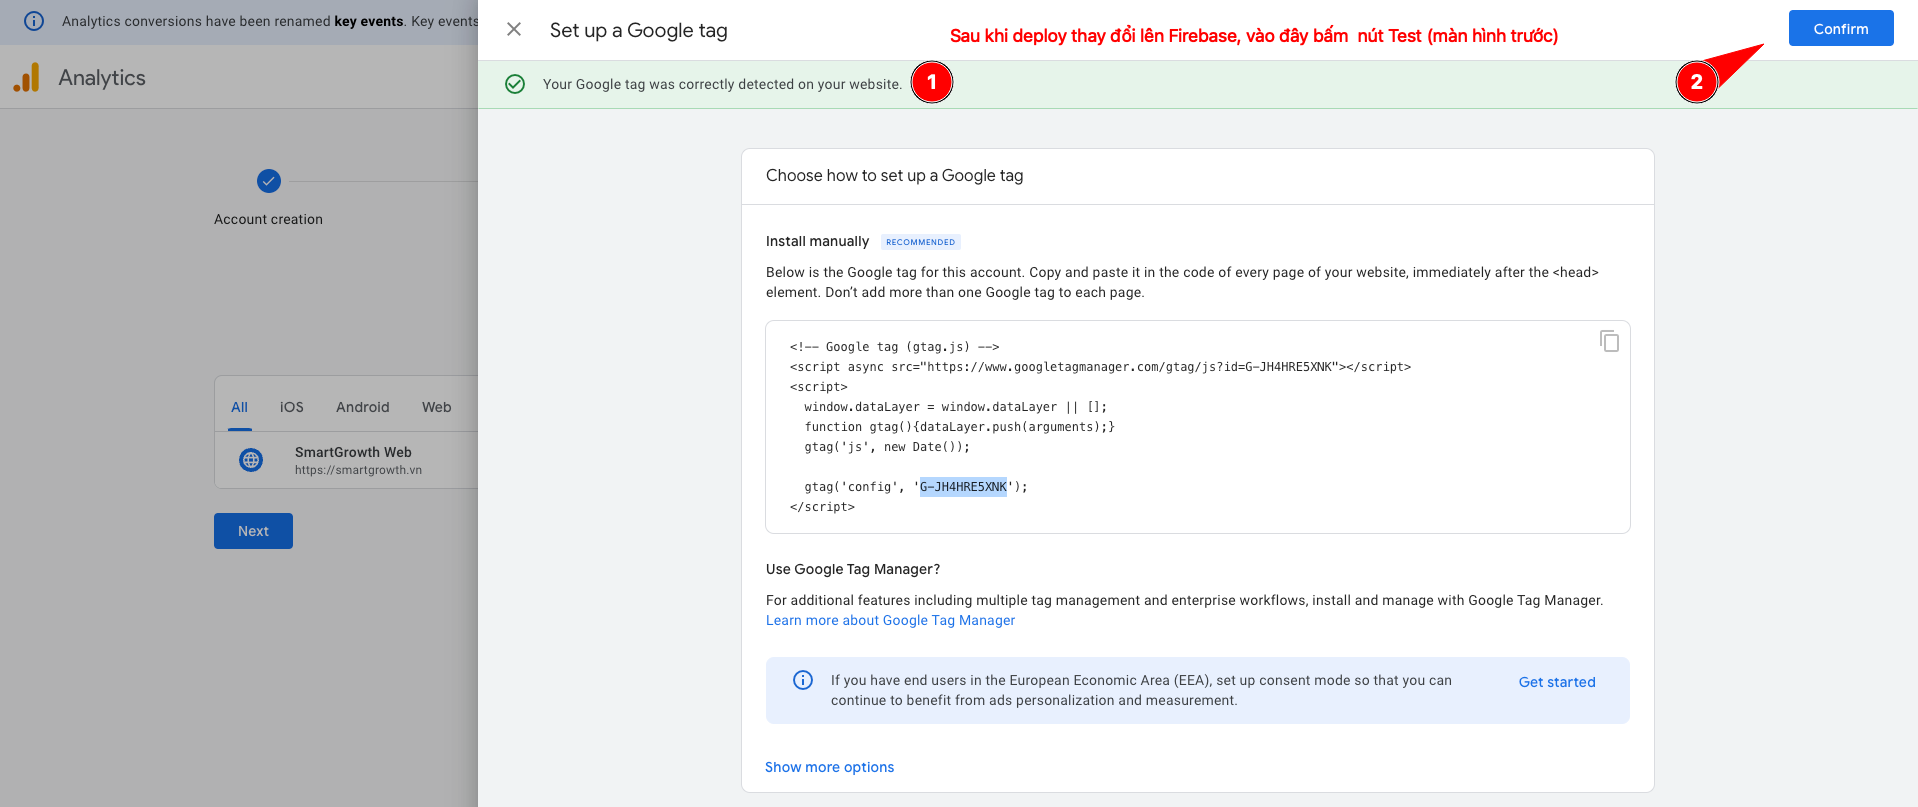 Analytics conversions have been renamed key events. Key events
Analytics
Account creation
All iOS Android Web
SmartGrowth Web
https://smartgrowth.vn
Next
Set up a Google tag
Sau khi deploy thay đổi lên Firebase, vào đây bấm nút Test (màn hình trước)
Confirm
Your Google tag was correctly detected on your website.
1
2
Choose how to set up a Google tag
Install manually RECOMMENDED
Below is the Google tag for this account. Copy and paste it in the code of every page of your website, immediately after the <head>
element. Don’t add more than one Google tag to each page.
<!-- Google tag (gtag.js) -->
<script async src="https://www.googletagmanager.com/gtag/js?id=G-JH4HRE5XNK"></script>
<script>
window.dataLayer = window.dataLayer || [];
function gtag(){dataLayer.push(arguments);}
gtag('js', new Date());
gtag('config', 'G-JH4HRE5XNK');
</script>
Use Google Tag Manager?
For additional features including multiple tag management and enterprise workflows, install and manage with Google Tag Manager.
Learn more about Google Tag Manager
If you have end users in the European Economic Area (EEA), set up consent mode so that you can
continue to benefit from ads personalization and measurement.
Get started
Show more options